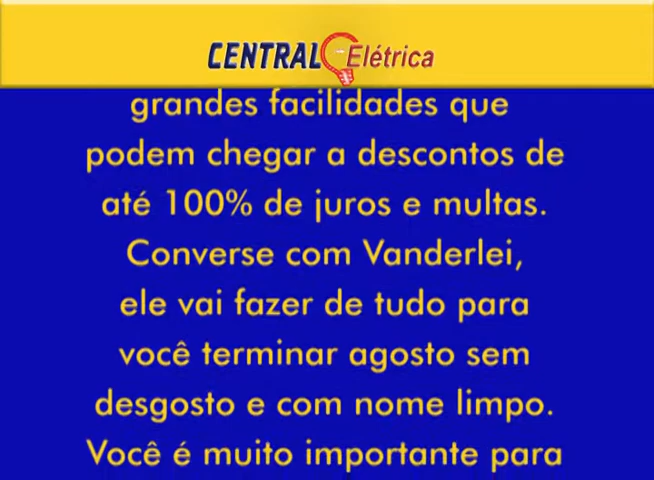 CENTRAL Elétrica
grandes facilidades que
podem chegar a descontos de
até 100% de juros e multas.
Converse com Vanderlei,
ele vai fazer de tudo para
você terminar agosto sem
desgosto e com nome limpo.
Você é muito importante para